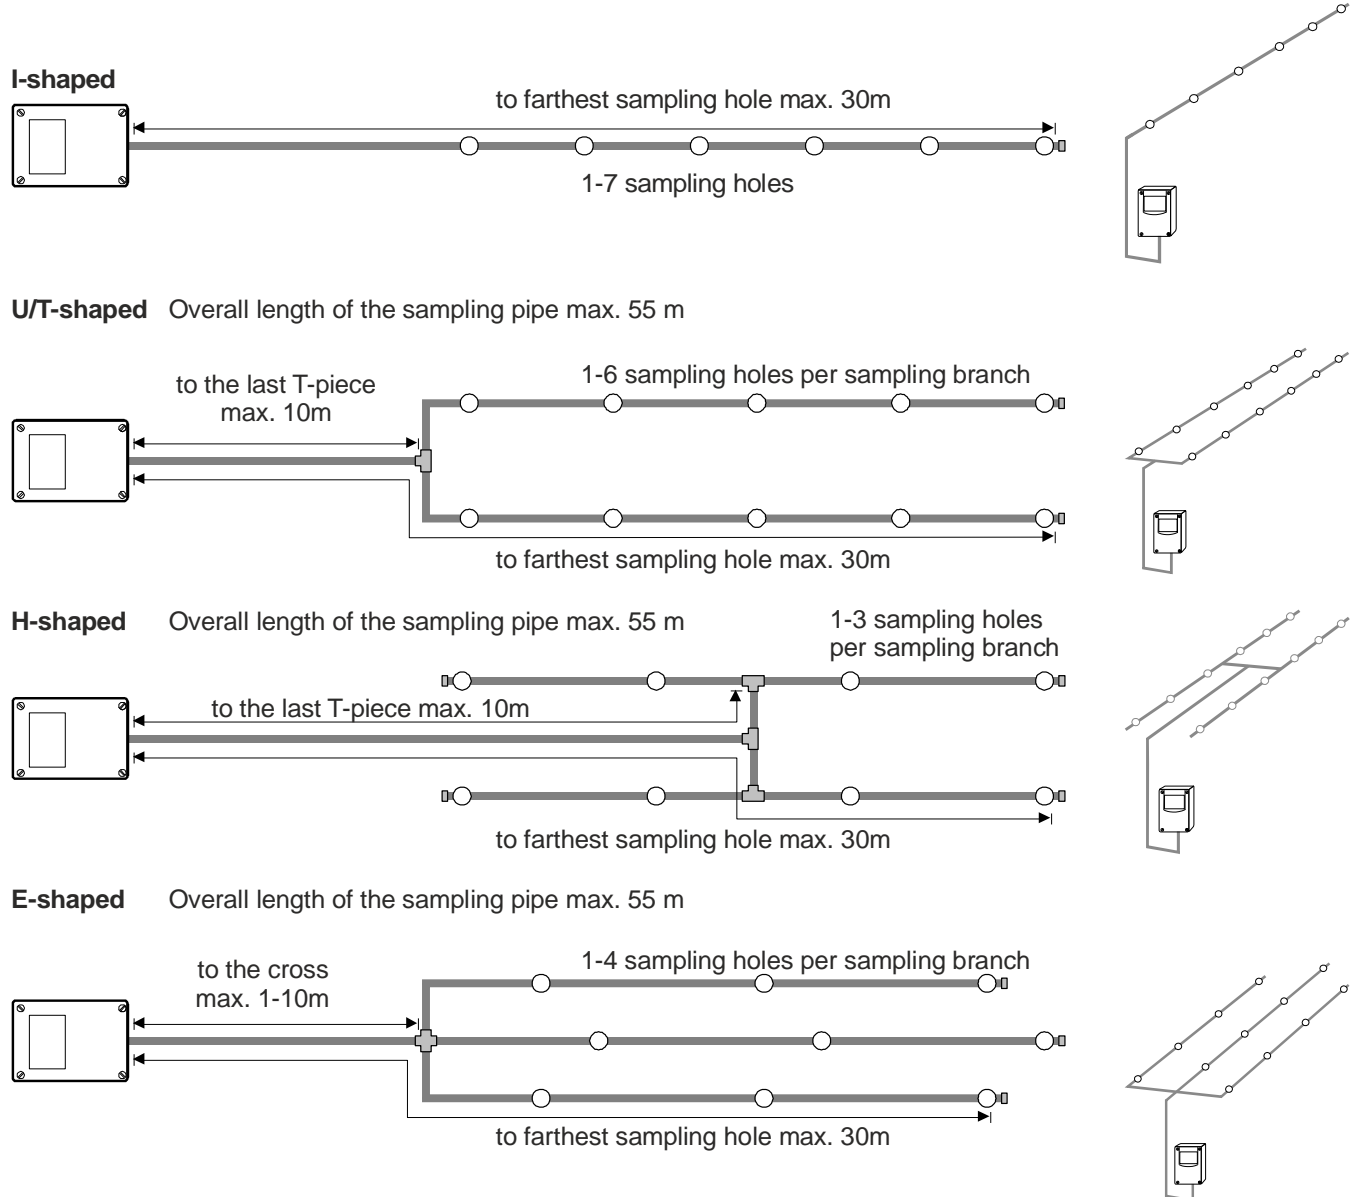 I-shaped
to farthest sampling hole max. 30m
1-7 sampling holes
U/T-shaped Overall length of the sampling pipe max. 55 m
to the last T-piece
max. 10m
1-6 sampling holes per sampling branch
to farthest sampling hole max. 30m
H-shaped Overall length of the sampling pipe max. 55 m
1-3 sampling holes
per sampling branch
to the last T-piece max. 10m
to farthest sampling hole max. 30m
E-shaped Overall length of the sampling pipe max. 55 m
to the cross
max. 1-10m
1-4 sampling holes per sampling branch
to farthest sampling hole max. 30m